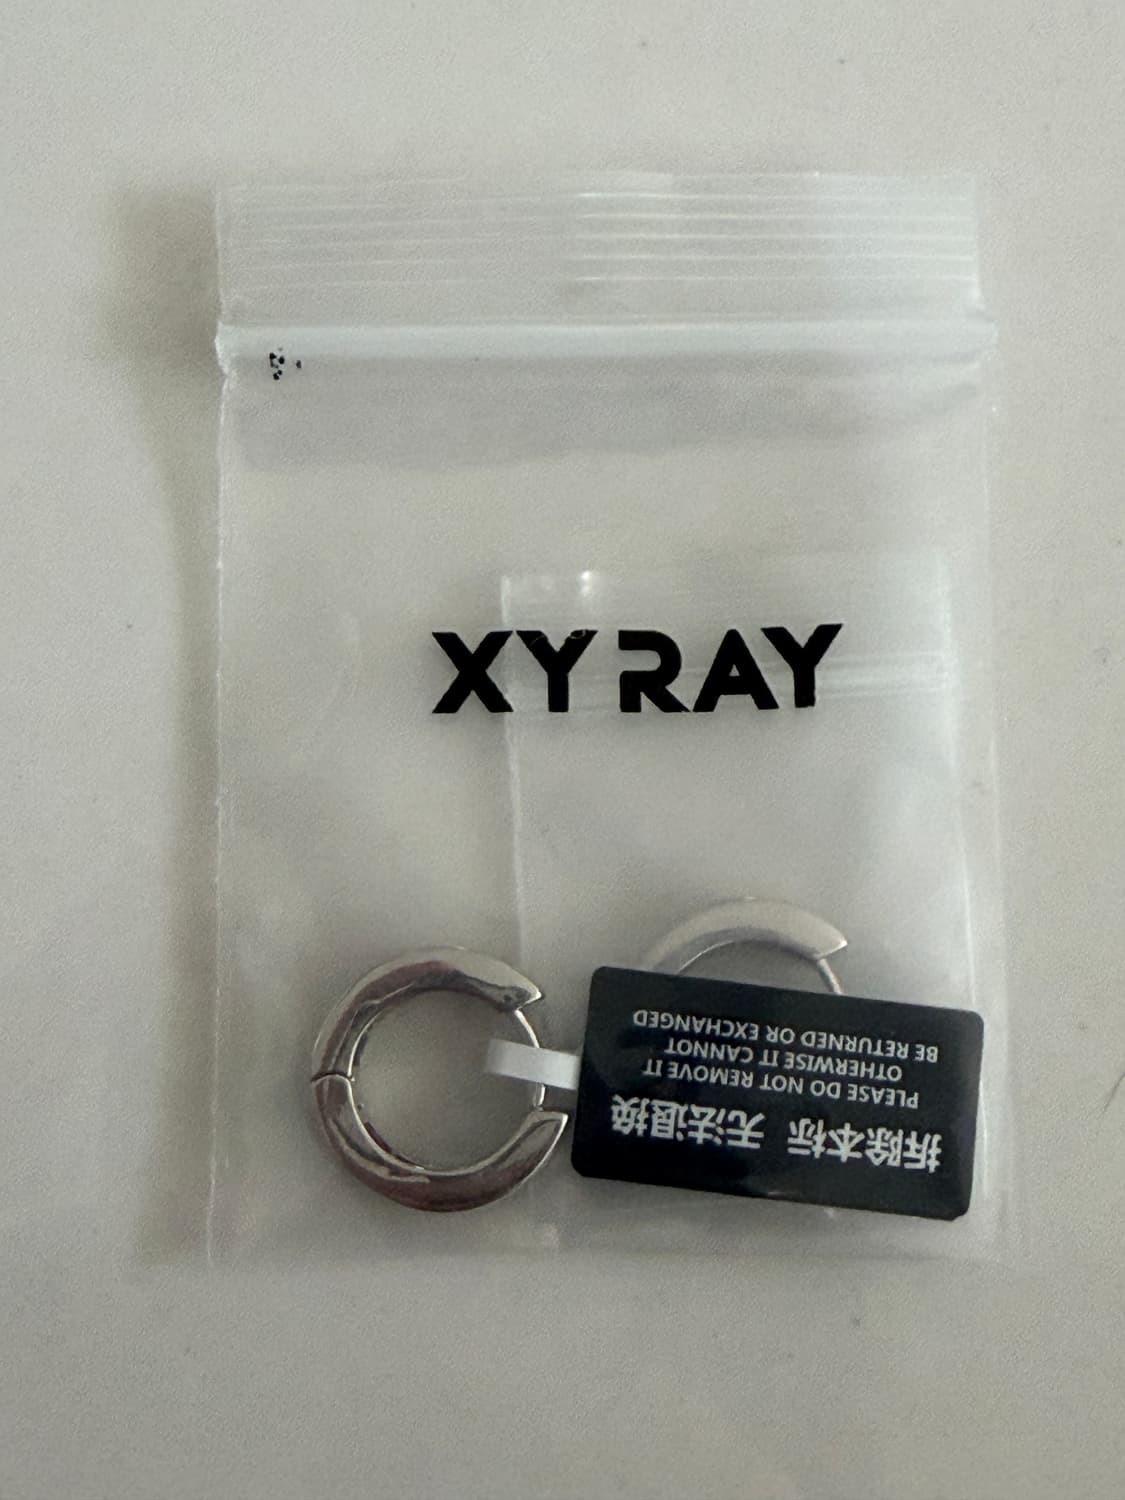 XYRAY
拆除本标 无法退换
PLEASE DO NOT REMOVE IT
OTHERWISE IT CANNOT
BE RETURNED OR EXCHANGED